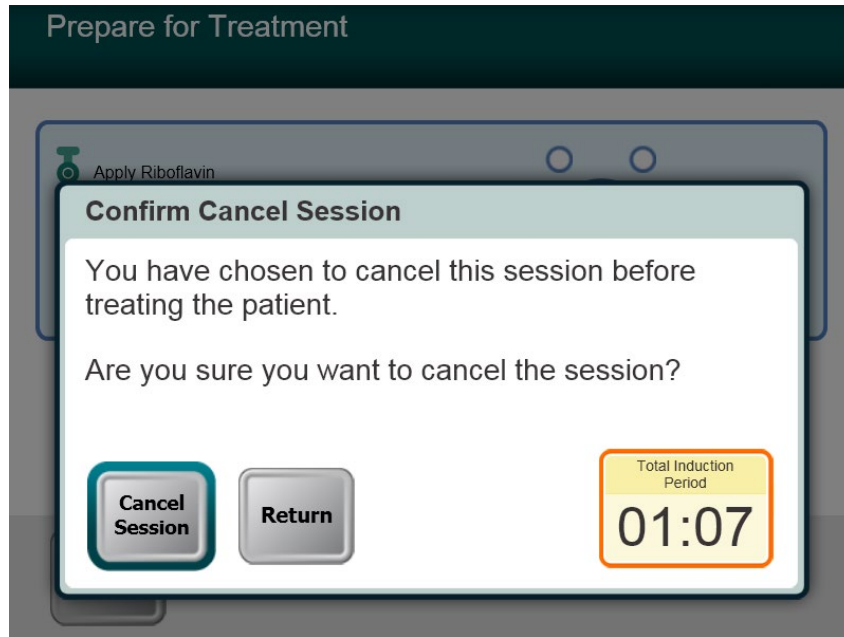 Prepare for Treatment
Apply Riboflavin
Confirm Cancel Session
You have chosen to cancel this session before
treating the patient.
Are you sure you want to cancel the session?
Cancel
Session
Return
Total Induction
Period
01:07